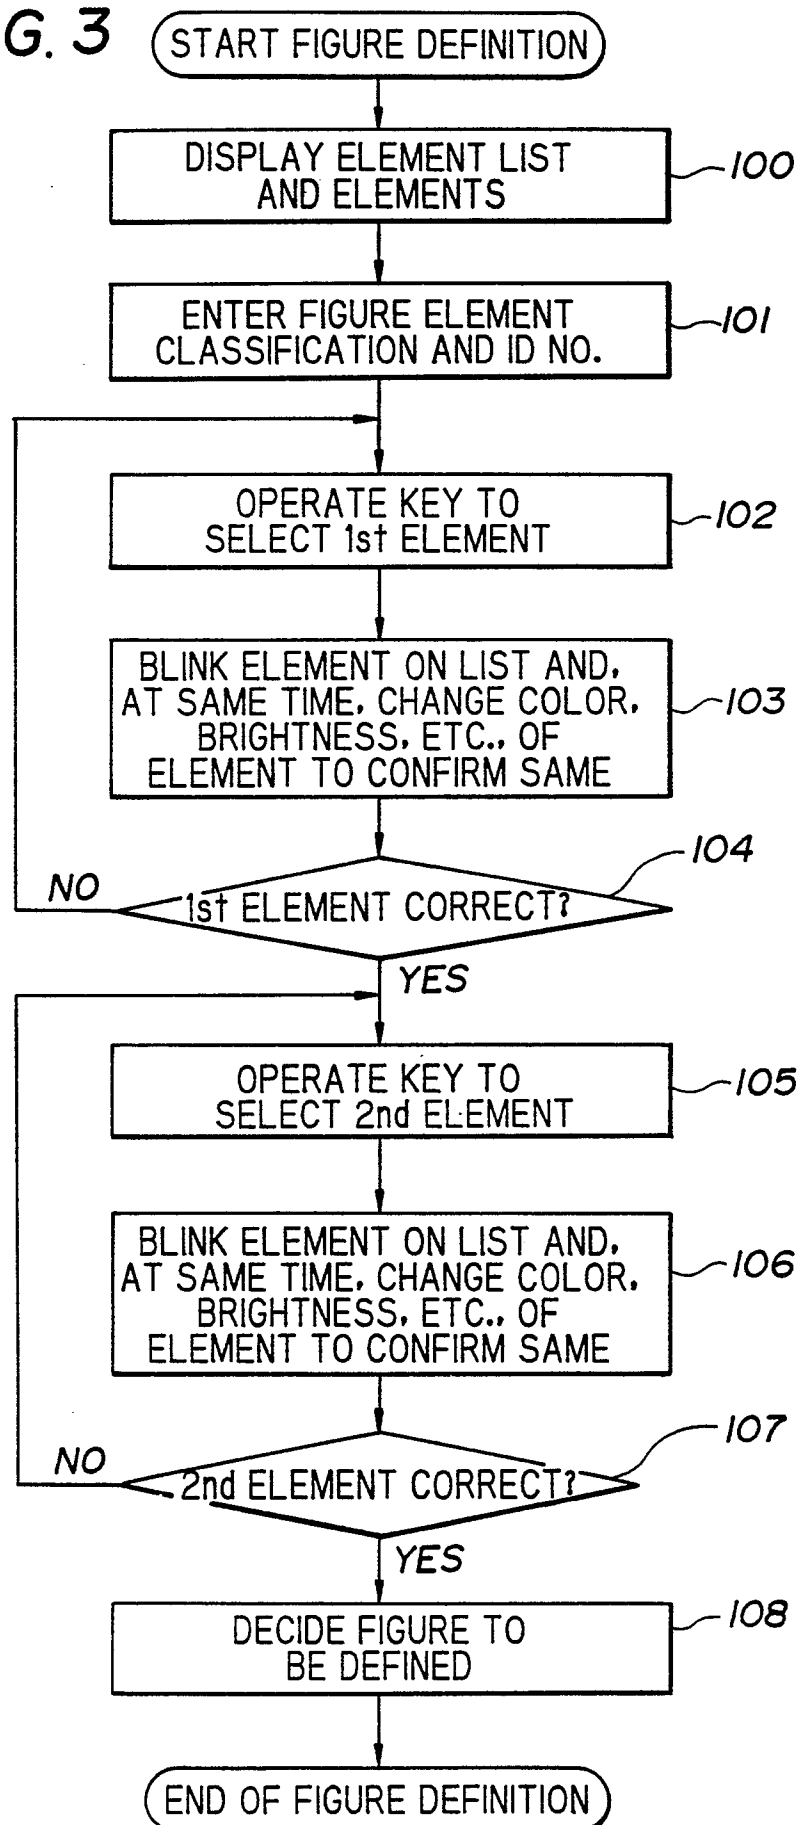 G. 3
START FIGURE DEFINITION
DISPLAY ELEMENT LIST
AND ELEMENTS
100
ENTER FIGURE ELEMENT
CLASSIFICATION AND ID NO.
101
OPERATE KEY TO
SELECT 1st ELEMENT
102
BLINK ELEMENT ON LIST AND,
AT SAME TIME, CHANGE COLOR,
BRIGHTNESS, ETC., OF
ELEMENT TO CONFIRM SAME
103
104
NO
1st ELEMENT CORRECT?
YES
OPERATE KEY TO
SELECT 2nd ELEMENT
105
BLINK ELEMENT ON LIST AND,
AT SAME TIME, CHANGE COLOR,
BRIGHTNESS, ETC., OF
ELEMENT TO CONFIRM SAME
106
107
NO
2nd ELEMENT CORRECT?
YES
DECIDE FIGURE TO
BE DEFINED
108
END OF FIGURE DEFINITION